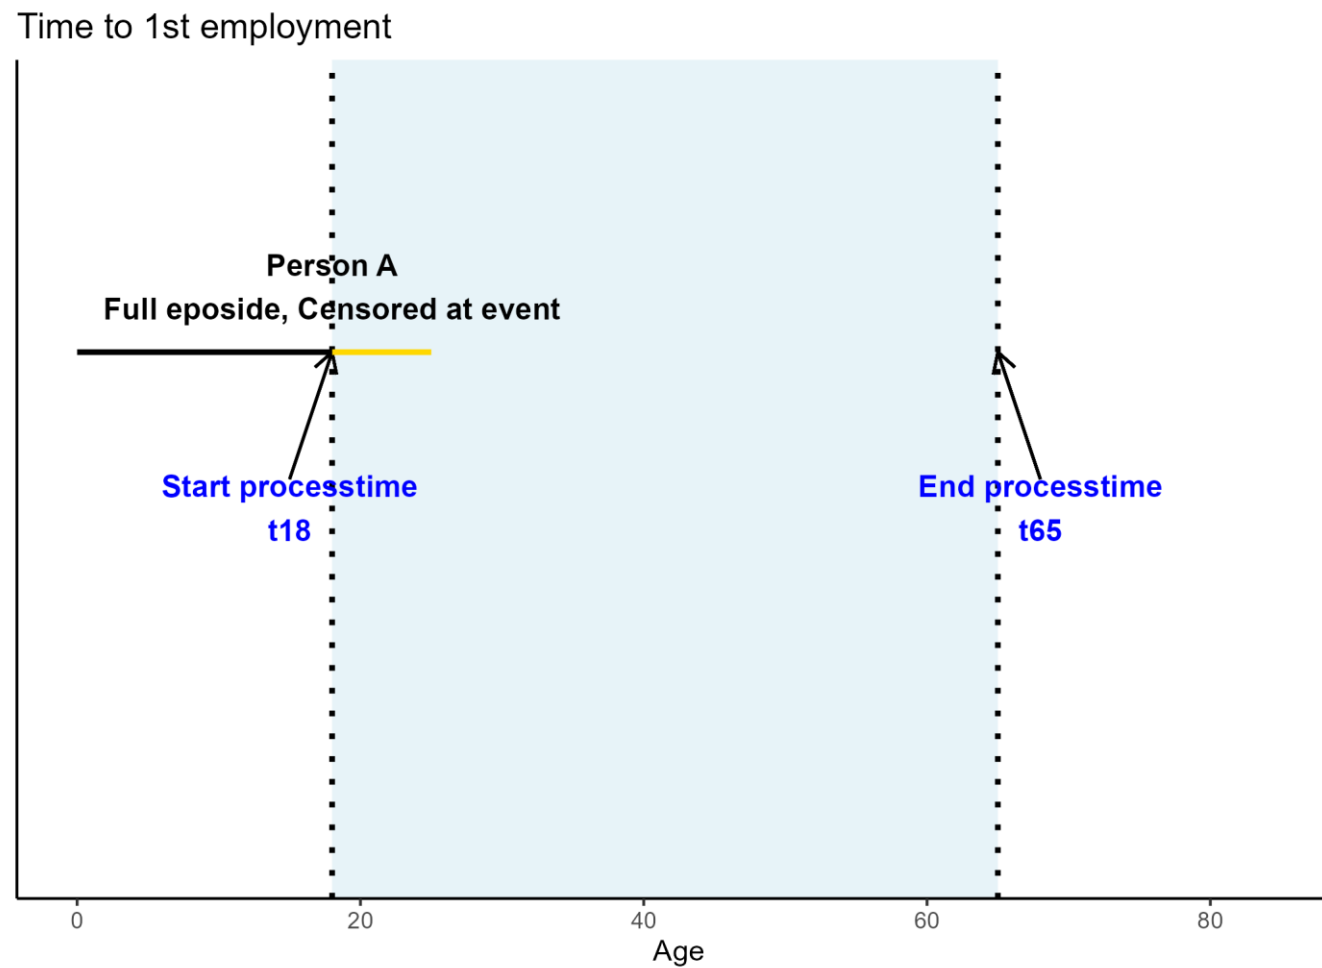 Time to 1st employment
Person A
Full eposide, Censored at event
Start processtime
t18
End processtime
t65
0
20
40
60
80
Age